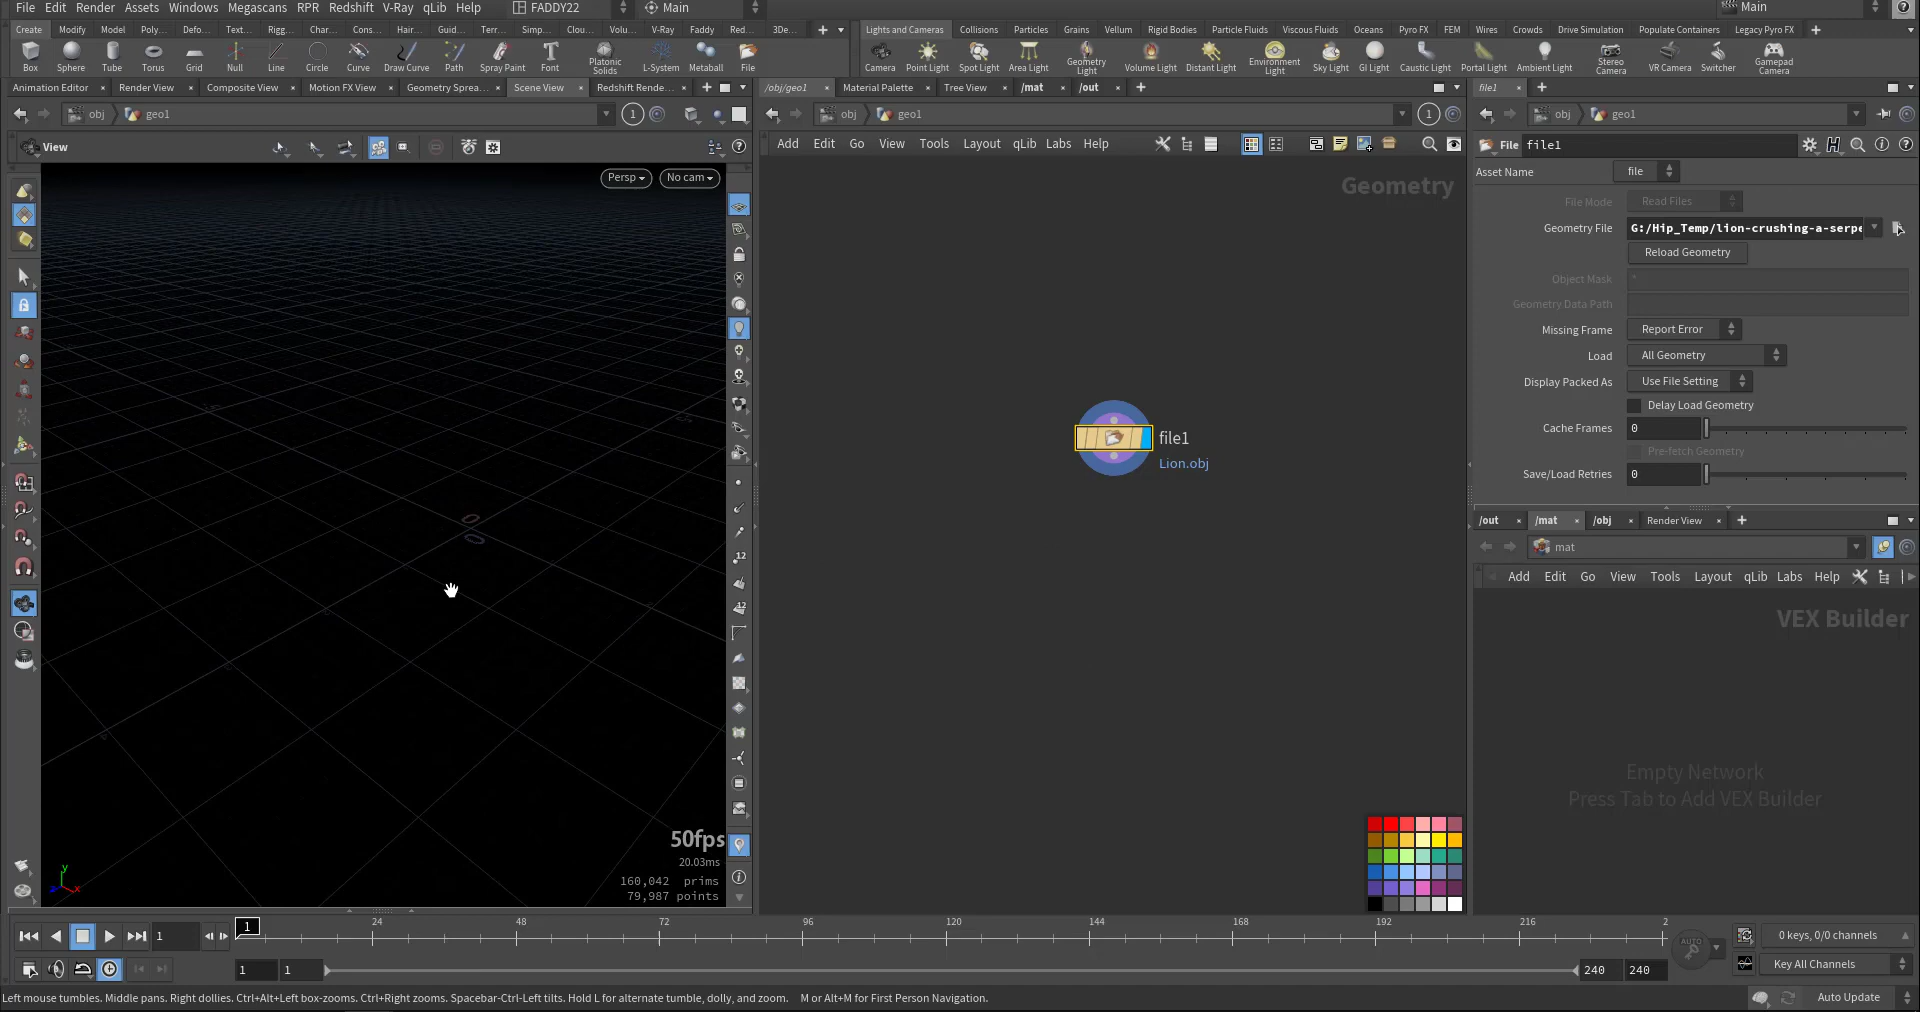 File Edit Render Assets Windows Megascans RPR Redshift V-Ray qLib Help FADDY22 Main Main
Create Modify Model Poly... Defo... Text... Rigg... Char... Cons... Hair... Guid... Terr... Simp... Clou... Volu... V-Ray Faddy Red... 3De...
Lights and Cameras Collisions Particles Grains Vellum Rigid Bodies Particle Fluids Viscous Fluids Oceans Pyro FX FEM Wires Crowds Drive Simulation Populate Containers Legacy Pyro FX
Box Sphere Tube Torus Grid Null Line Circle Curve Draw Curve Path Spray Paint Font Platonic Solids L-System Metaball File
Camera Point Light Spot Light Area Light Geometry Light Volume Light Distant Light Environment Light Sky Light GI Light Caustic Light Portal Light Ambient Light Stereo Camera VR Camera Switcher Gamepad Camera
Animation Editor Render View Composite View Motion FX View Geometry Sprea... Scene View Redshift Rende...
/obj/geo1 Material Palette Tree View /mat /out
file1
obj geo1 1
obj geo1 1
obj geo1
View
Persp No cam
Add Edit Go View Tools Layout qLib Labs Help
Geometry
File file1
Asset Name file
File Mode Read Files
Geometry File G:/Hip_Temp/lion-crushing-a-serpe
Reload Geometry
Object Mask *
Geometry Data Path
Missing Frame Report Error
Load All Geometry
Display Packed As Use File Setting
Delay Load Geometry
Cache Frames 0
Pre-fetch Geometry
Save/Load Retries 0
file1
Lion.obj
/out /mat /obj Render View
mat
Add Edit Go View Tools Layout qLib Labs Help
VEX Builder
Empty Network
Press Tab to Add VEX Builder
12
12
50fps
20.03ms
160,042 prims
79,987 points
y
z x
1 1 24 48 72 96 120 144 168 192 216 2
AUTO
0 keys, 0/0 channels
1 1 240 240
Key All Channels
Left mouse tumbles. Middle pans. Right dollies. Ctrl+Alt+Left box-zooms. Ctrl+Right zooms. Spacebar-Ctrl-Left tilts. Hold L for alternate tumble, dolly, and zoom. M or Alt+M for First Person Navigation.
Auto Update